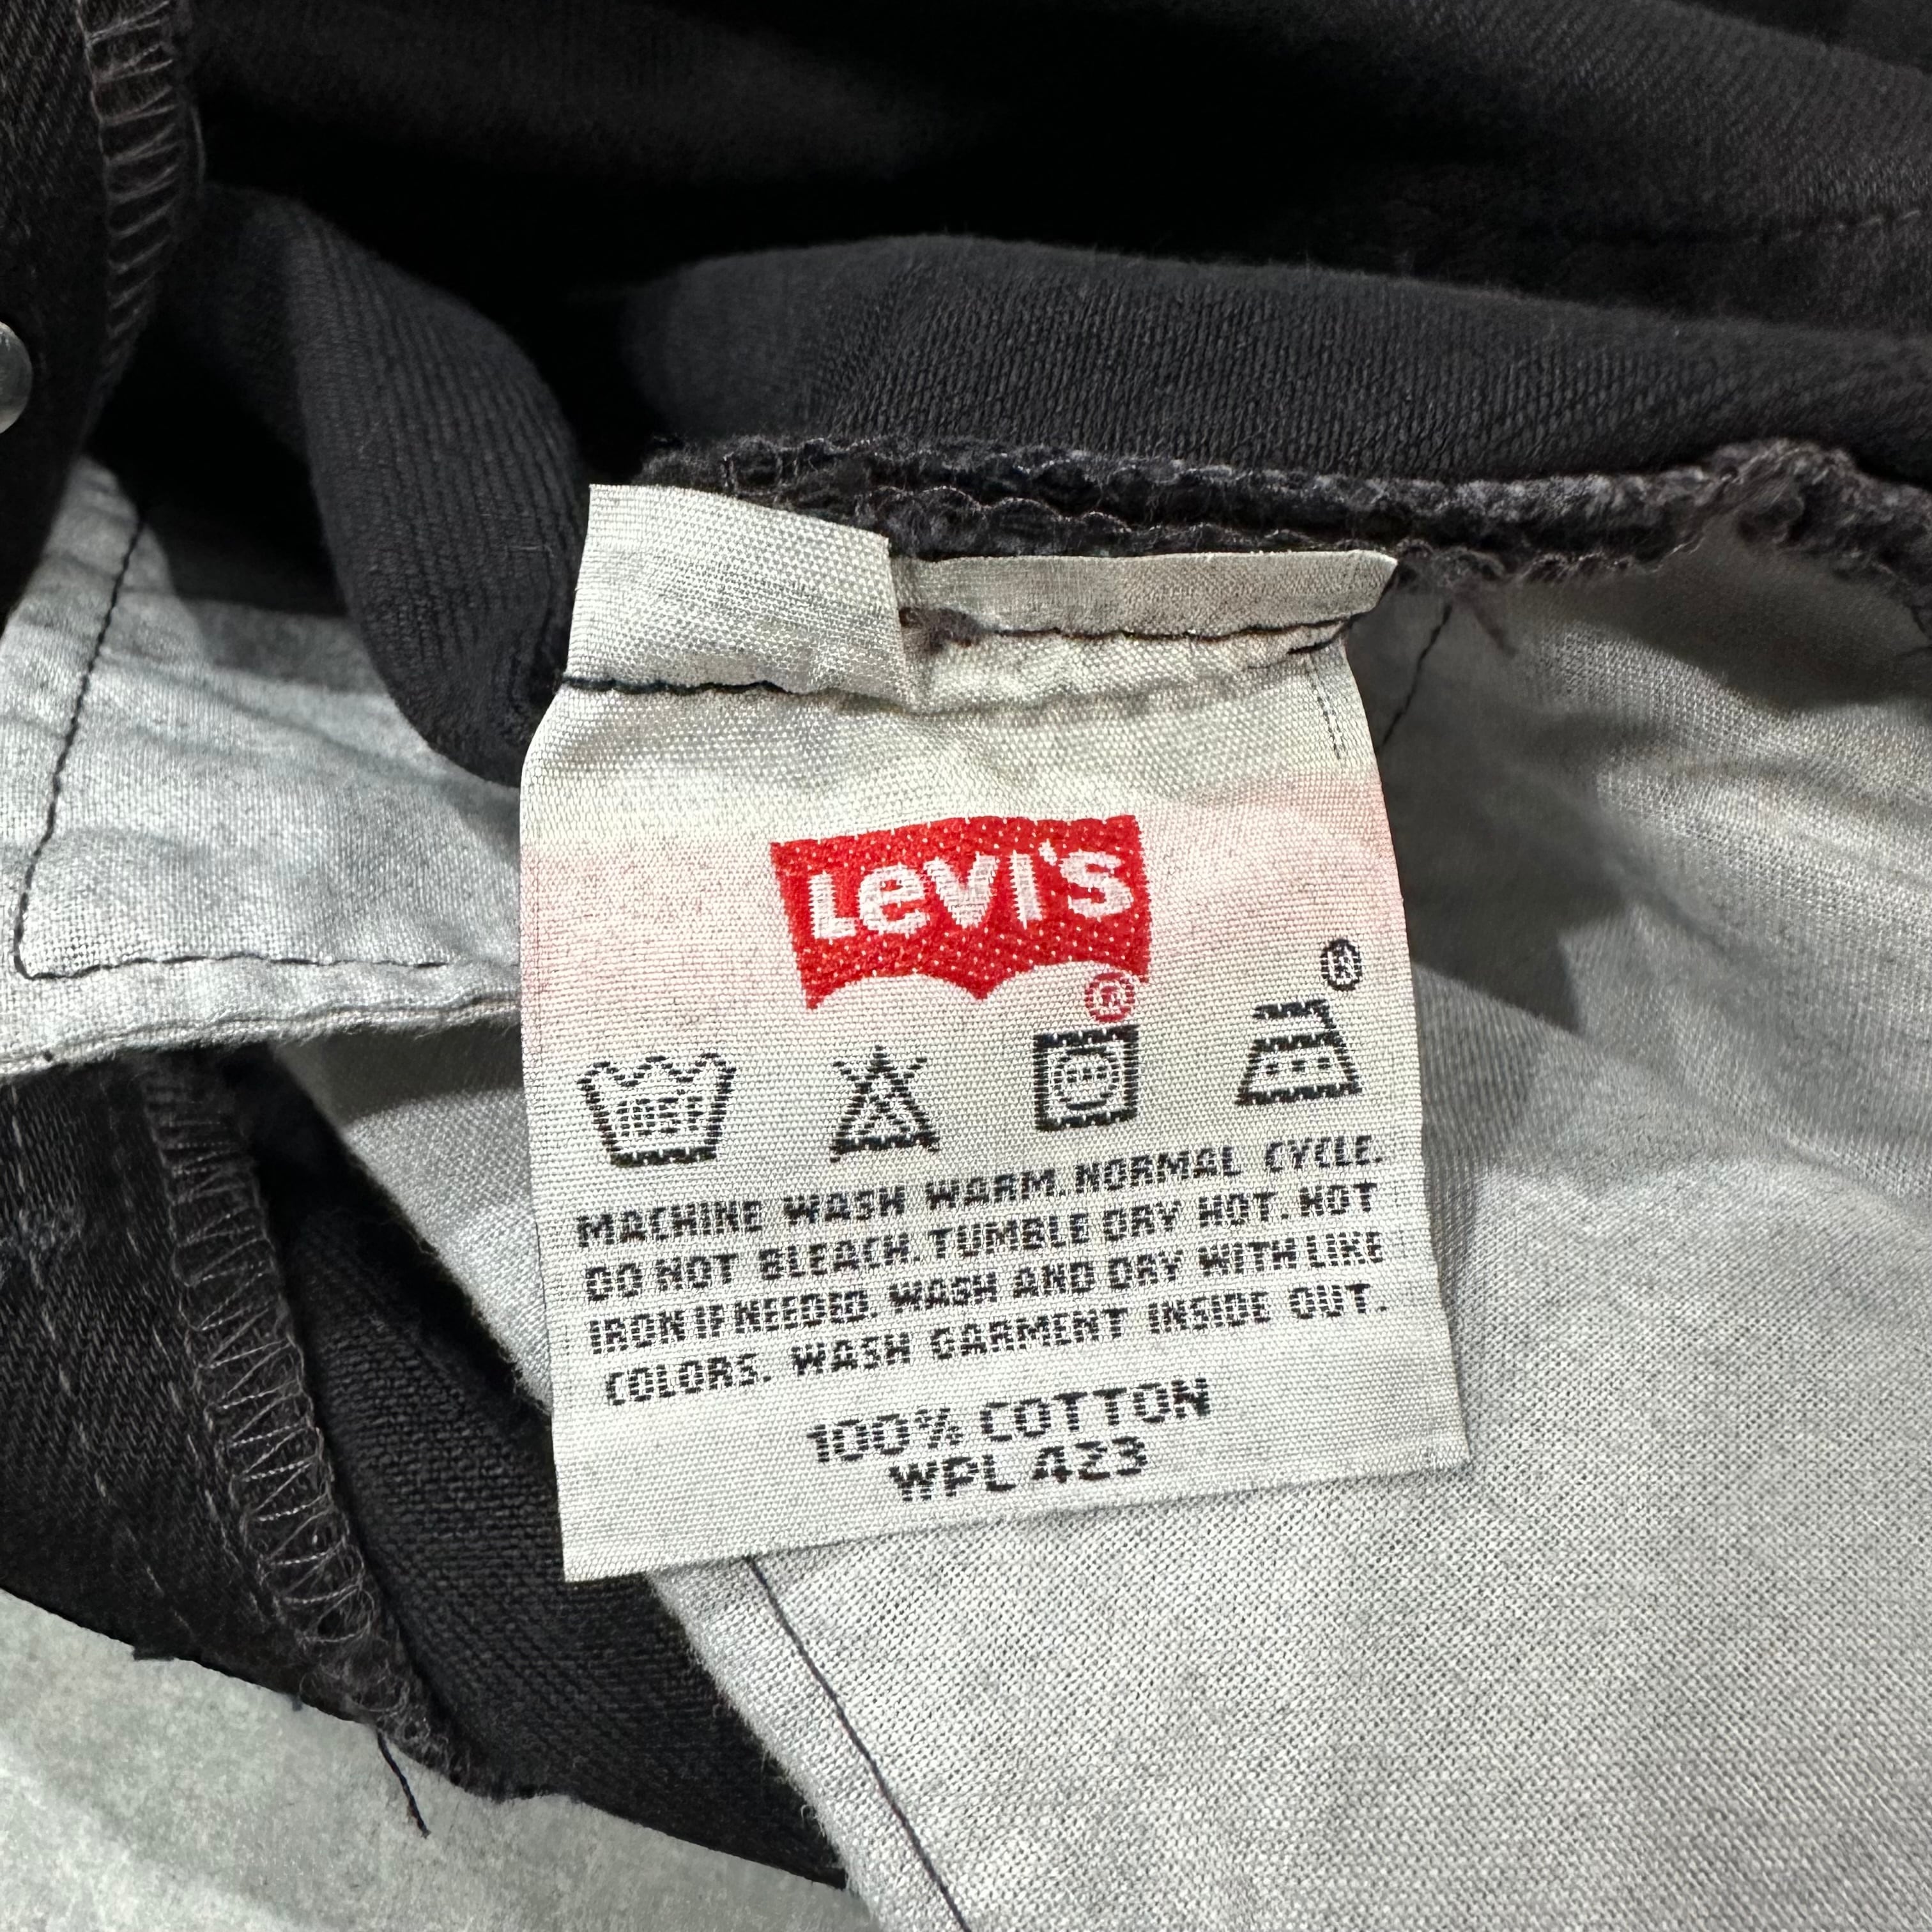 LEVI'S
®
®
105F
MACHINE WASH WARM. NORMAL CYCLE.
DO NOT BLEACH. TUMBLE DRY HOT. HOT
IRON IF NEEDED. WASH AND DRY WITH LIKE
COLORS. WASH GARMENT INSIDE OUT.
100% COTTON
WPL 423